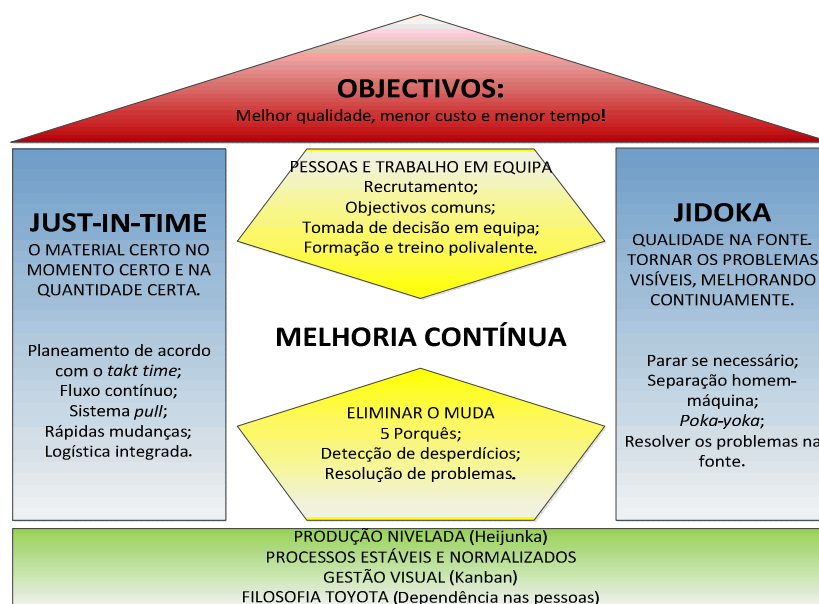 OBJECTIVOS:
Melhor qualidade, menor custo e menor tempo!
JUST-IN-TIME
O MATERIAL CERTO NO
MOMENTO CERTO E NA
QUANTIDADE CERTA.
Planeamento de acordo
com o takt time;
Fluxo contínuo;
Sistema pull;
Rápidas mudanças;
Logística integrada.
PESSOAS E TRABALHO EM EQUIPA
Recrutamento;
Objectivos comuns;
Tomada de decisão em equipa;
Formação e treino polivalente.
MELHORIA CONTÍNUA
ELIMINAR O MUDA
5 Porquês;
Detecção de desperdícios;
Resolução de problemas.
JIDOKA
QUALIDADE NA FONTE.
TORNAR OS PROBLEMAS
VISÍVEIS, MELHORANDO
CONTINUAMENTE.
Parar se necessário;
Separação homem-
máquina;
Poka-yoka;
Resolver os problemas na
fonte.
PRODUÇÃO NIVELADA (Heijunka)
PROCESSOS ESTÁVEIS E NORMALIZADOS
GESTÃO VISUAL (Kanban)
FILOSOFIA TOYOTA (Dependência nas pessoas)